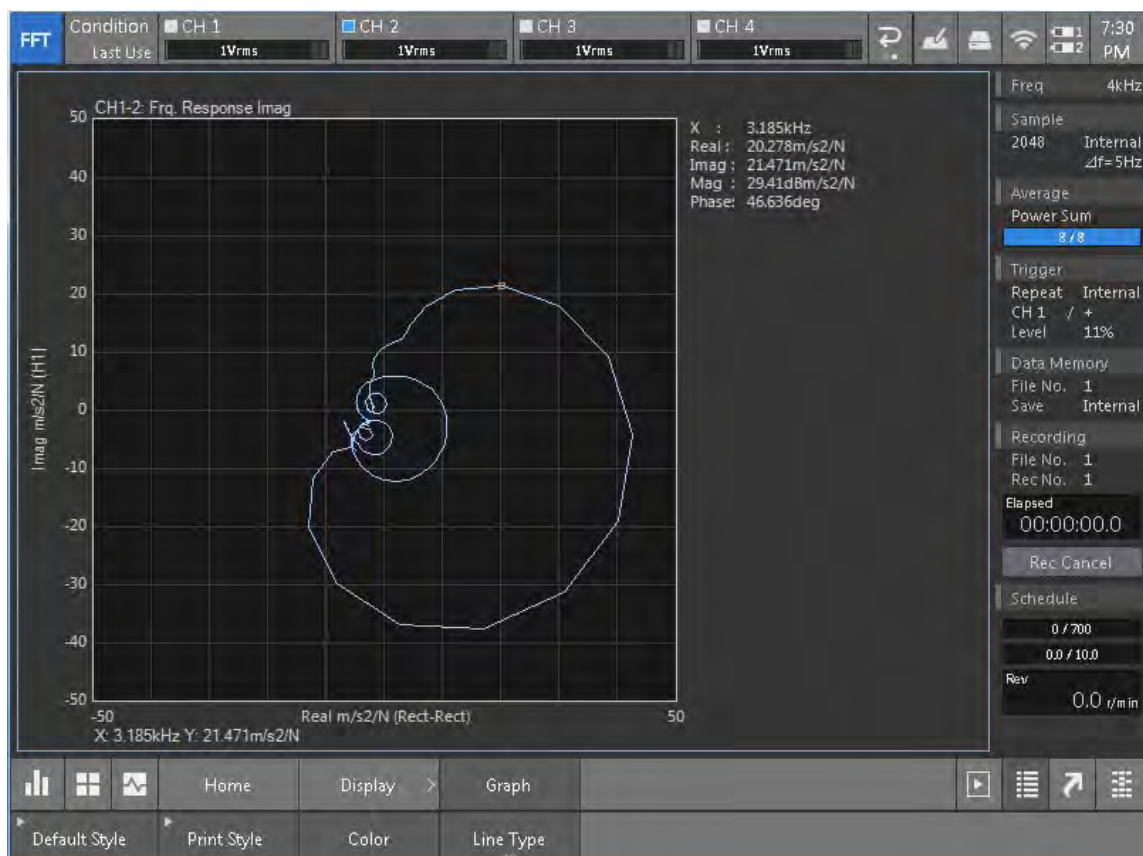 FFT
Condition
Last Use
CH 1
1Vrms
CH 2
1Vrms
CH 3
1Vrms
CH 4
1Vrms
1
2
7:30
PM
CH1-2: Frq. Response Imag
50
40
30
20
10
0
-10
-20
-30
-40
-50
Imag m/s2/N (H1)
-50
Real m/s2/N (Rect-Rect)
50
X: 3.185kHz Y: 21.471m/s2/N
X : 3.185kHz
Real : 20.278m/s2/N
Imag : 21.471m/s2/N
Mag : 29.41dBm/s2/N
Phase: 46.636deg
Freq 4kHz
Sample
2048 Internal
⊿f=5Hz
Average
Power Sum
8/8
Trigger
Repeat Internal
CH 1 / +
Level 11%
Data Memory
File No. 1
Save Internal
Recording
File No. 1
Rec No. 1
Elapsed
00:00:00.0
Rec Cancel
Schedule
0 / 700
0.0 / 10.0
Rev
0.0 r/min
Home
Display >
Graph
Default Style
Print Style
Color
Line Type